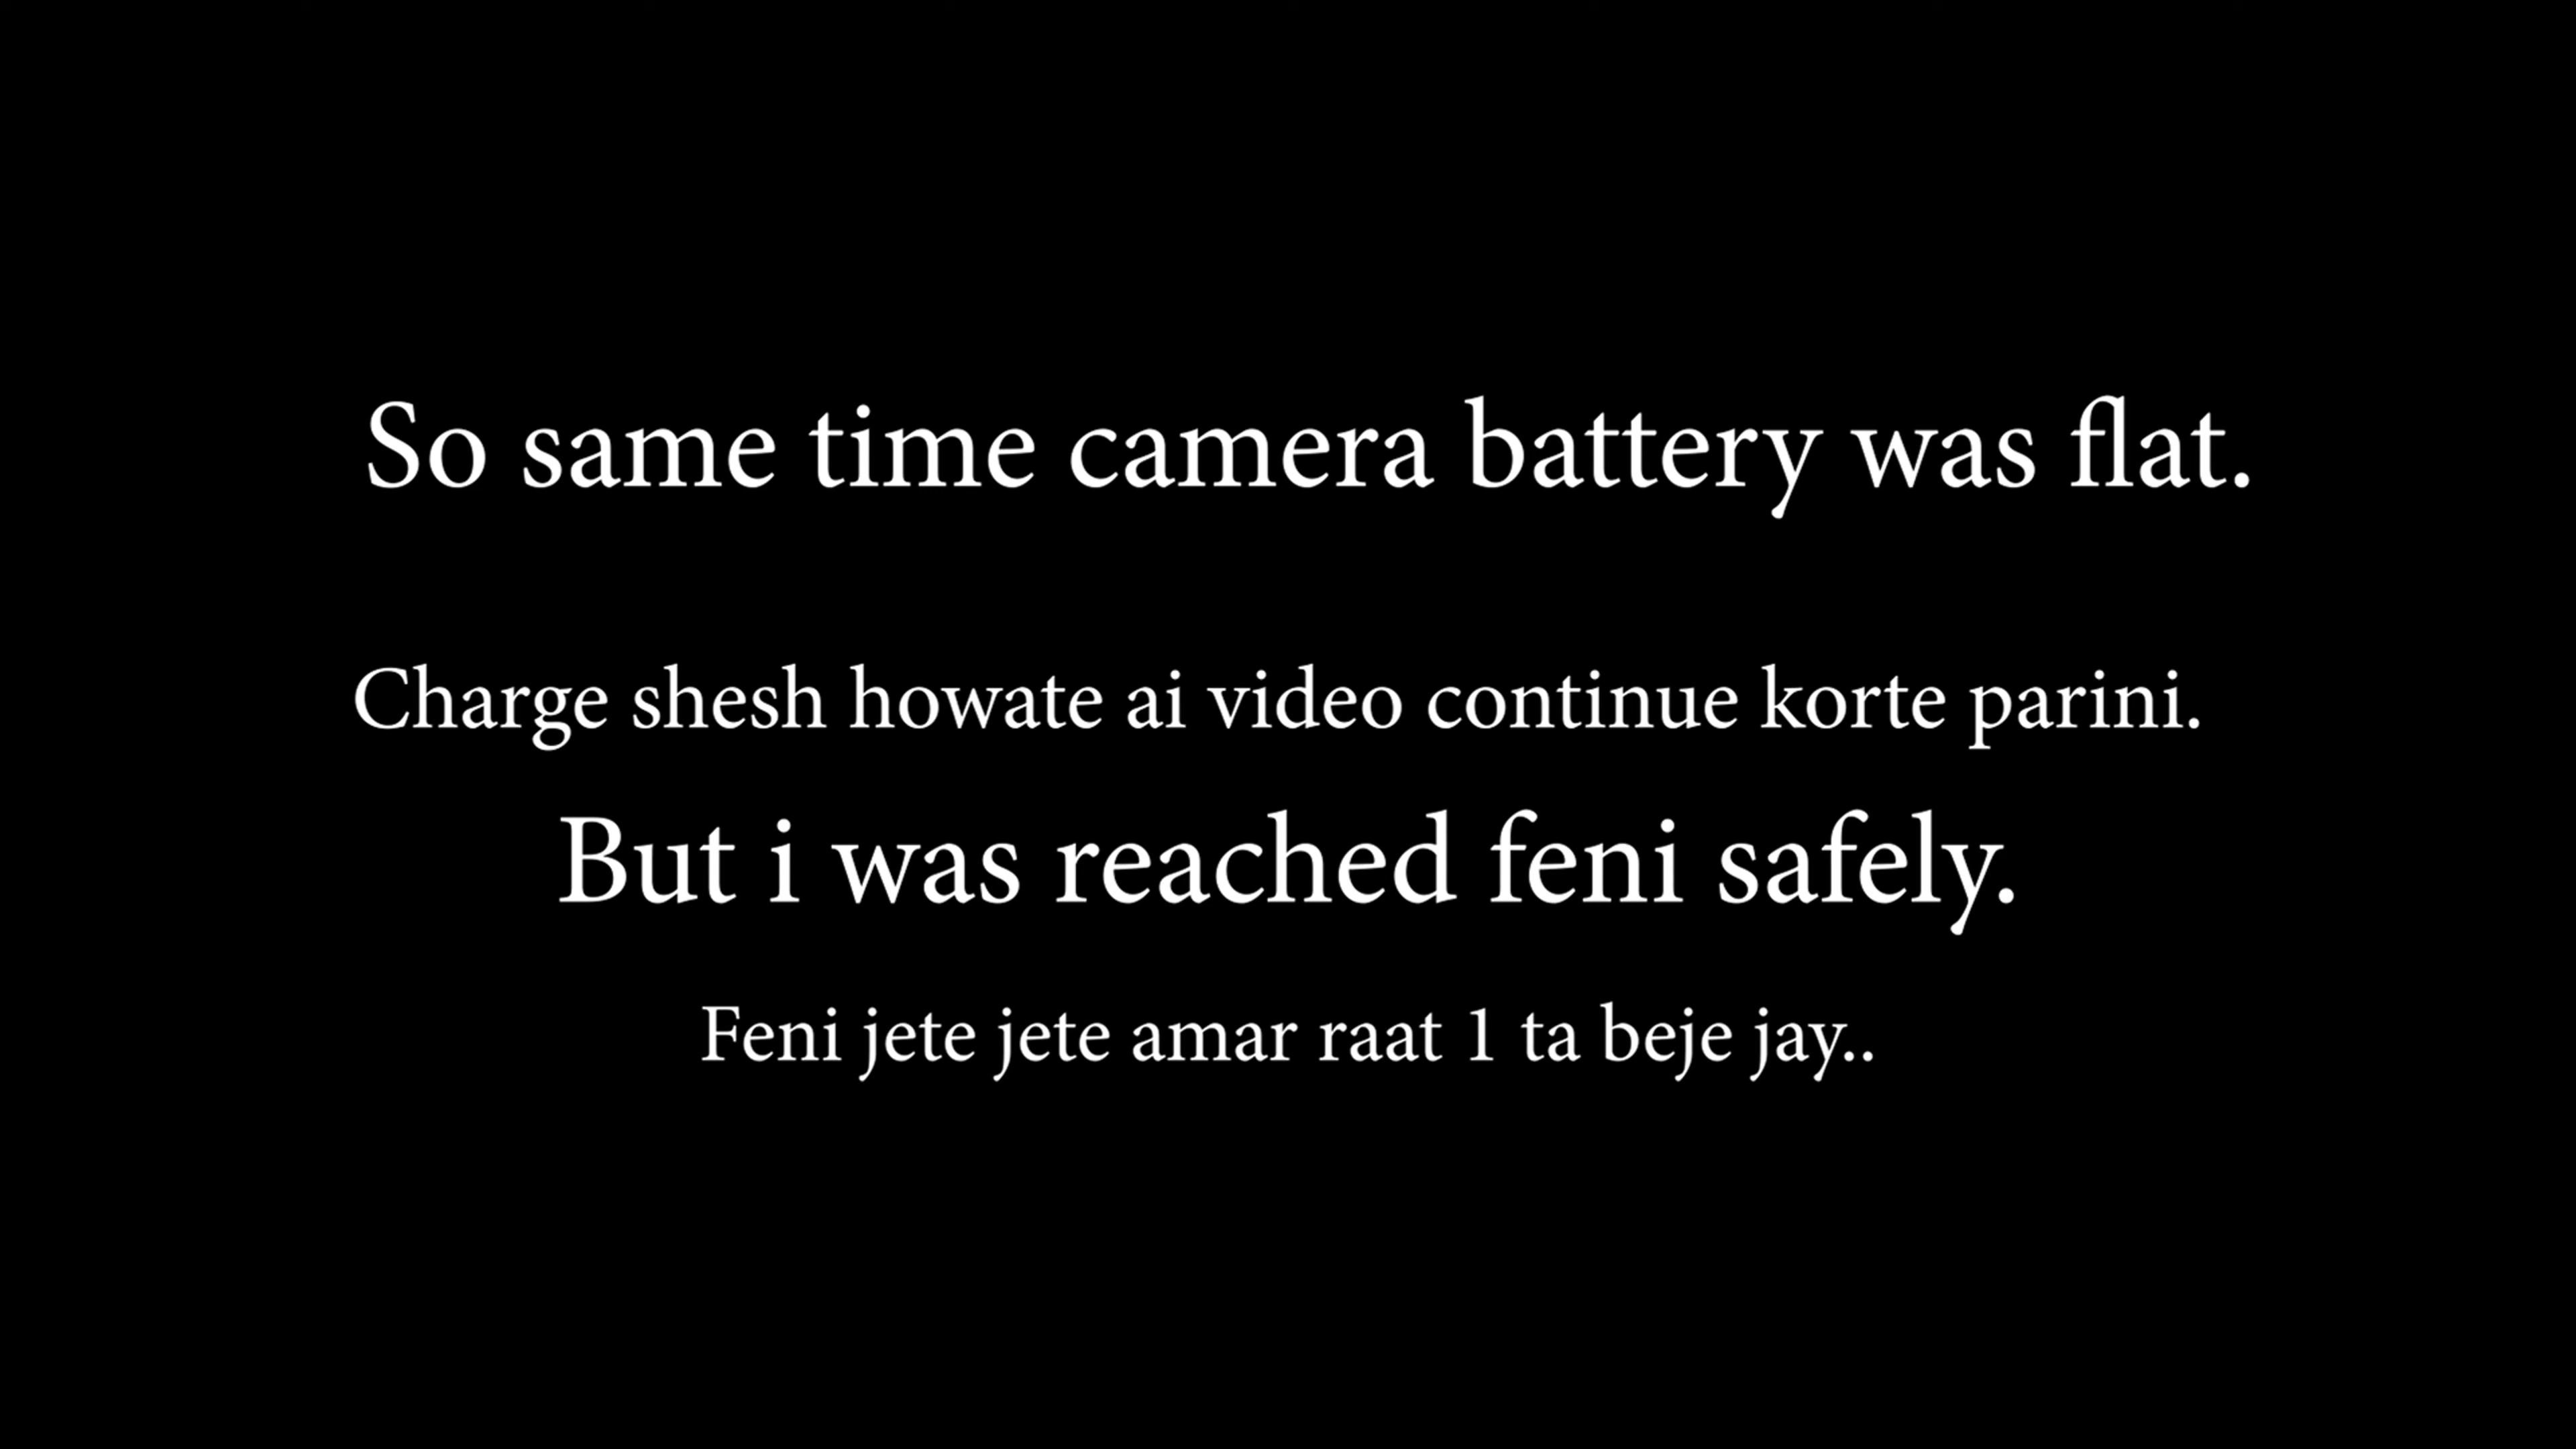 So same time camera battery was flat.
Charge shesh howate ai video continue korte parini.
But i was reached feni safely.
Feni jete jete amar raat 1 ta beje jay..